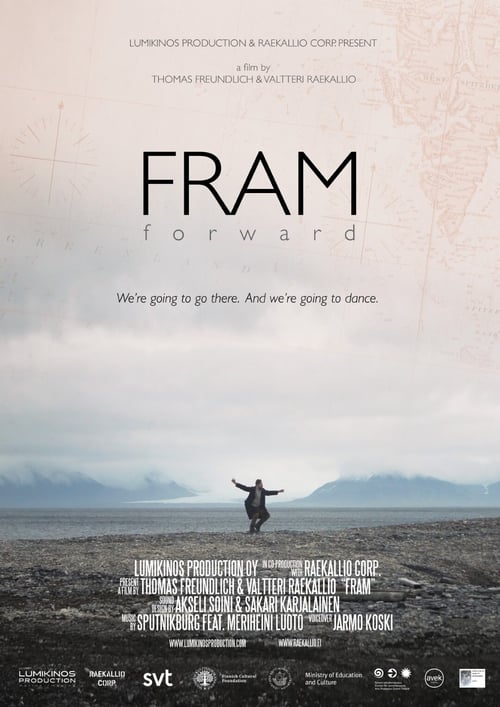 LUMIKINOS PRODUCTION & RAEKALLIO CORP. PRESENT
a film by
THOMAS FREUNDLICH & VALTTERI RAEKALLIO
FRAM
forward
We're going to go there. And we're going to dance.
LUMIKINOS PRODUCTION OY IN CO-PRODUCTION WITH RAEKALLIO CORP.
PRESENT A FILM BY THOMAS FREUNDLICH & VALTTERI RAEKALLIO "FRAM"
SOUND DESIGN BY AKSELI SOINI & SAKARI KARJALAINEN
MUSIC BY SPUTNIKBURG FEAT. MERIHEINI LUOTO VOICEOVER JARMO KOSKI
WWW.LUMIKINOSPRODUCTION.COM WWW.RAEKALLIO.FI
LUMIKINOS PRODUCTION
RAEKALLIO CORP.
svt
Finnish Cultural Foundation
Ministry of Education and Culture
avek